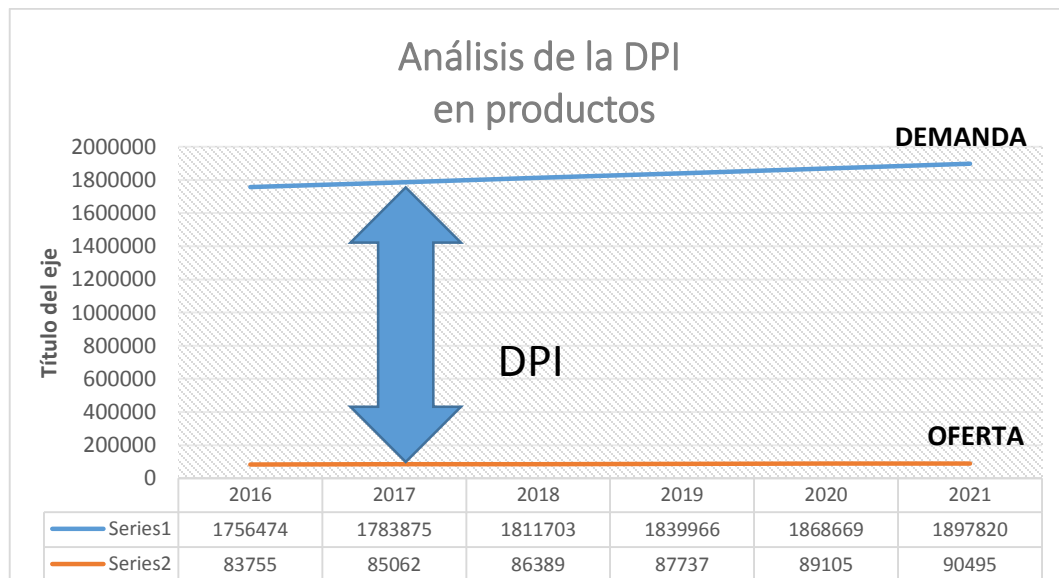 Análisis de la DPI
en productos
DEMANDA
2000000
1800000
1600000
1400000
1200000
1000000
800000
600000
400000
200000
0
Título del eje
DPI
OFERTA
2016 2017 2018 2019 2020 2021
Series1 1756474 1783875 1811703 1839966 1868669 1897820
Series2 83755 85062 86389 87737 89105 90495